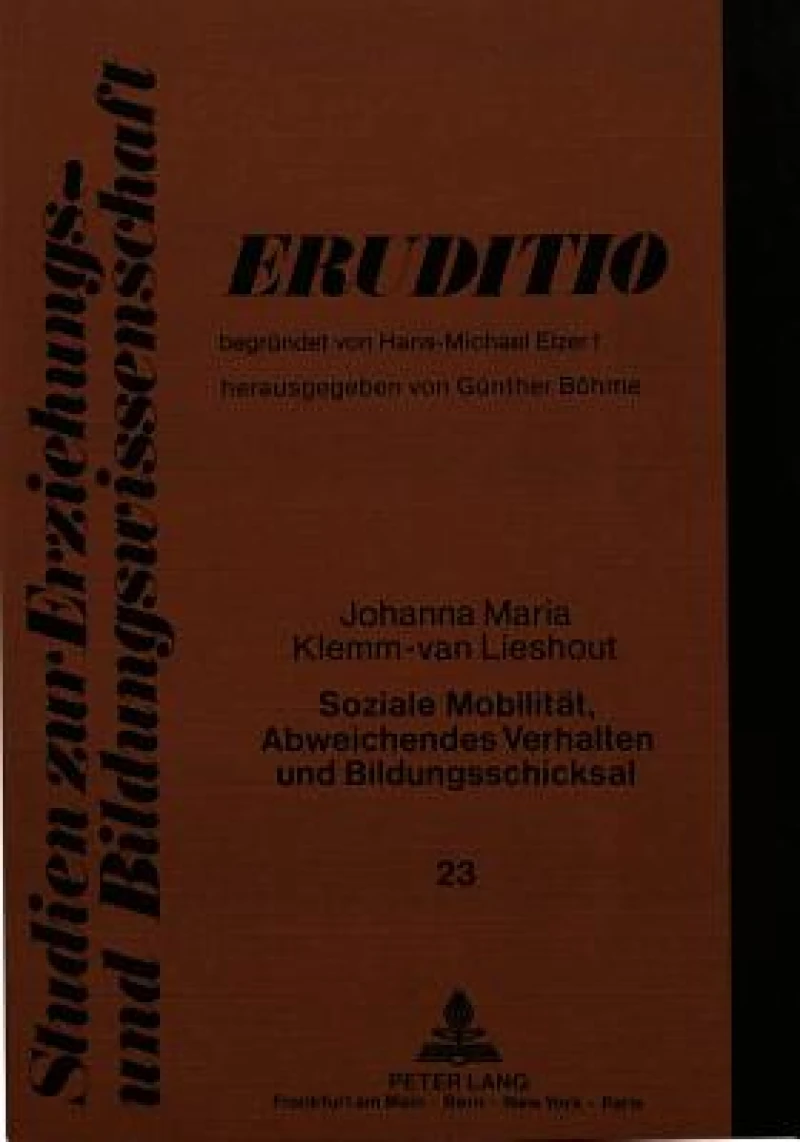 Studien zur Erziehungs-
und Bildungswissenschaft
ERUDITIO
begründet von Hans-Michael Elzer †
herausgegeben von Günther Böhme
Johanna Maria
Klemm-van Lieshout
Soziale Mobilität,
Abweichendes Verhalten
und Bildungsschicksal
23
PETER LANG
Frankfurt am Main · Bern · New York · Paris